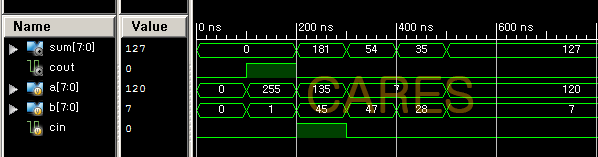 Name Value 0 ns 200 ns 400 ns 600 ns
sum[7:0] 127 0 181 54 35 127
cout 0
a[7:0] 120 0 255 135 7 120
b[7:0] 7 0 1 45 47 28 7
cin 0
CARES